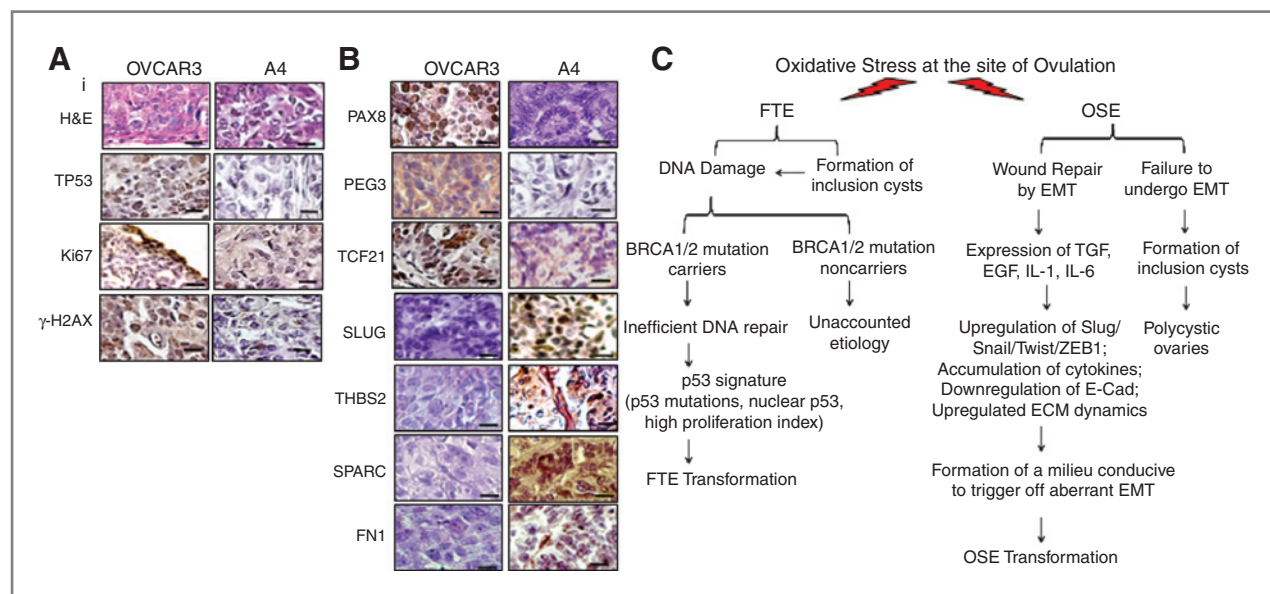 A
OVCAR3 A4
i
H&E
TP53
Ki67
γ-H2AX
B
OVCAR3 A4
PAX8
PEG3
TCF21
SLUG
THBS2
SPARC
FN1
C
Oxidative Stress at the site of Ovulation
FTE
OSE
DNA Damage
Formation of
inclusion cysts
BRCA1/2 mutation
carriers
BRCA1/2 mutation
noncarriers
Inefficient DNA repair
Unaccounted
etiology
p53 signature
(p53 mutations, nuclear p53,
high proliferation index)
FTE Transformation
Wound Repair
by EMT
Failure to
undergo EMT
Expression of TGF,
EGF, IL-1, IL-6
Formation of
inclusion cysts
Upregulation of Slug/
Snail/Twist/ZEB1;
Accumulation of cytokines;
Downregulation of E-Cad;
Upregulated ECM dynamics
Polycystic
ovaries
Formation of a milieu conducive
to trigger off aberrant EMT
OSE Transformation